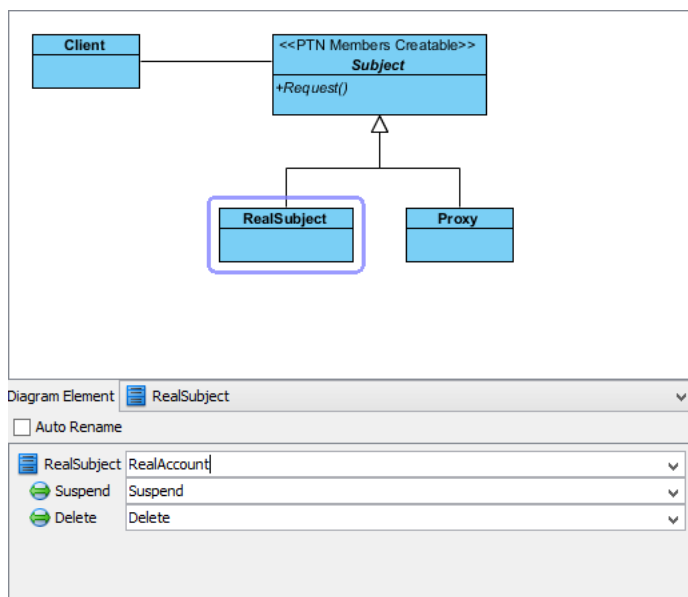 Client
<<PTN Members Creatable>>
Subject
+Request()
RealSubject
Proxy
Diagram Element
RealSubject
Auto Rename
RealSubject RealAccount
Suspend Suspend
Delete Delete